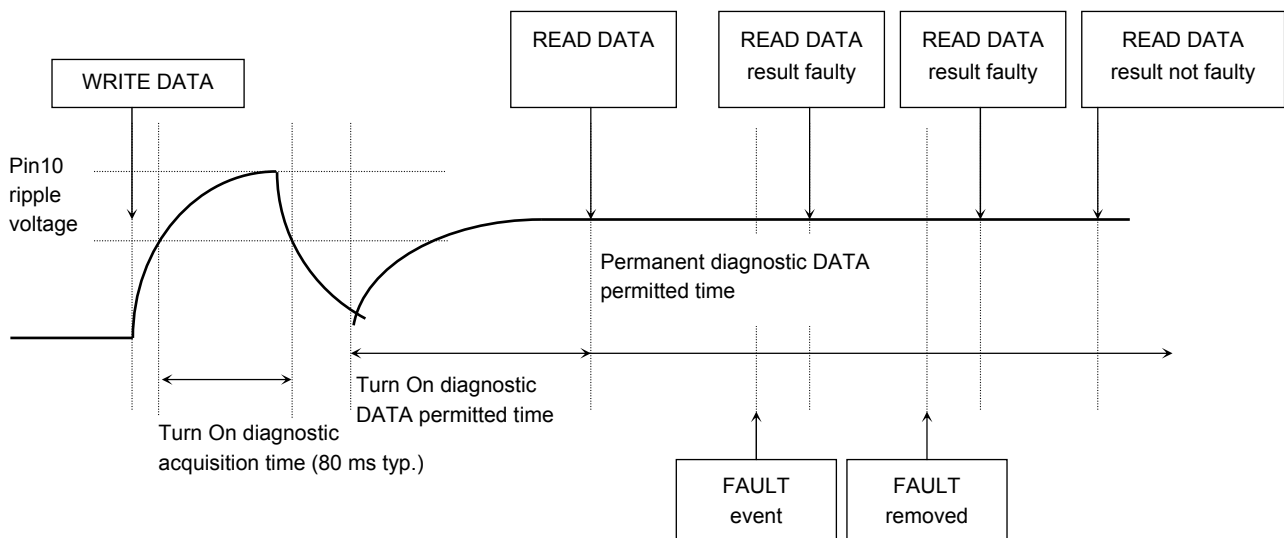 READ DATA
READ DATA
result faulty
READ DATA
result faulty
READ DATA
result not faulty
WRITE DATA
Pin10
ripple
voltage
Permanent diagnostic DATA
permitted time
Turn On diagnostic
DATA permitted time
Turn On diagnostic
acquisition time (80 ms typ.)
FAULT
event
FAULT
removed